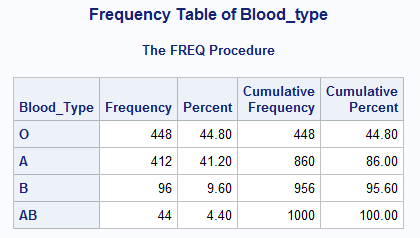 Frequency Table of Blood_type
The FREQ Procedure
Blood_Type Frequency Percent Cumulative Frequency Cumulative Percent
O 448 44.80 448 44.80
A 412 41.20 860 86.00
B 96 9.60 956 95.60
AB 44 4.40 1000 100.00